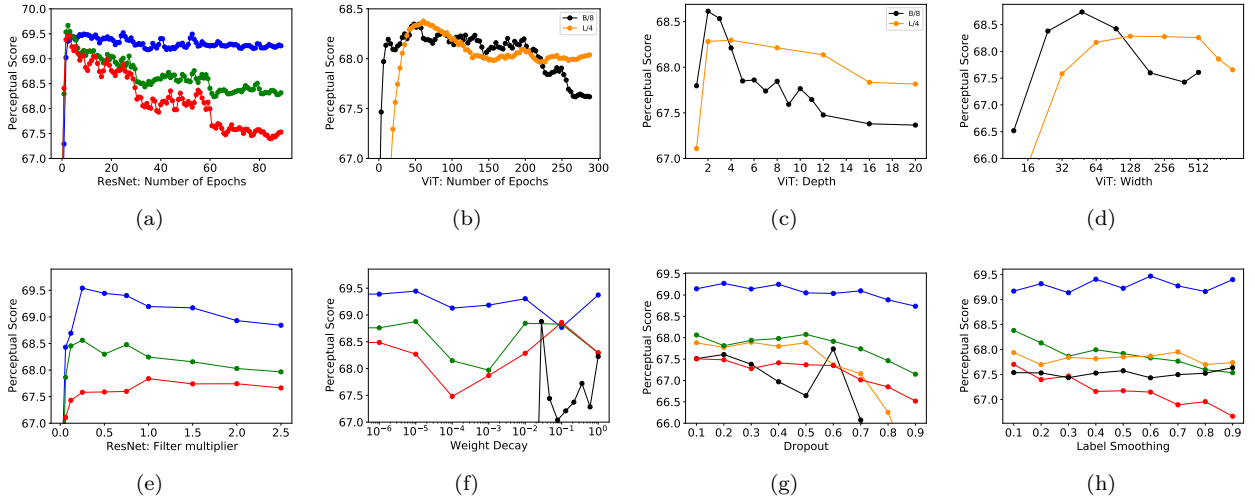 70.0
69.5
69.0
68.5
68.0
67.5
67.0
Perceptual Score
0 20 40 60 80
ResNet: Number of Epochs
(a)
68.5
68.0
67.5
67.0
Perceptual Score
B/8
L/4
0 50 100 150 200 250 300
ViT: Number of Epochs
(b)
68.5
68.0
67.5
67.0
Perceptual Score
B/8
L/4
2 4 6 8 10 12 14 16 18 20
ViT: Depth
(c)
68.5
68.0
67.5
67.0
66.5
66.0
Perceptual Score
16 32 64 128 256 512
ViT: Width
(d)
69.5
69.0
68.5
68.0
67.5
67.0
Perceptual Score
0.0 0.5 1.0 1.5 2.0 2.5
ResNet: Filter multiplier
(e)
69.5
69.0
68.5
68.0
67.5
67.0
Perceptual Score
10⁻⁶ 10⁻⁵ 10⁻⁴ 10⁻³ 10⁻² 10⁻¹ 10⁰
Weight Decay
(f)
69.5
69.0
68.5
68.0
67.5
67.0
66.5
66.0
Perceptual Score
0.1 0.2 0.3 0.4 0.5 0.6 0.7 0.8 0.9
Dropout
(g)
69.5
69.0
68.5
68.0
67.5
67.0
Perceptual Score
0.1 0.2 0.3 0.4 0.5 0.6 0.7 0.8 0.9
Label Smoothing
(h)